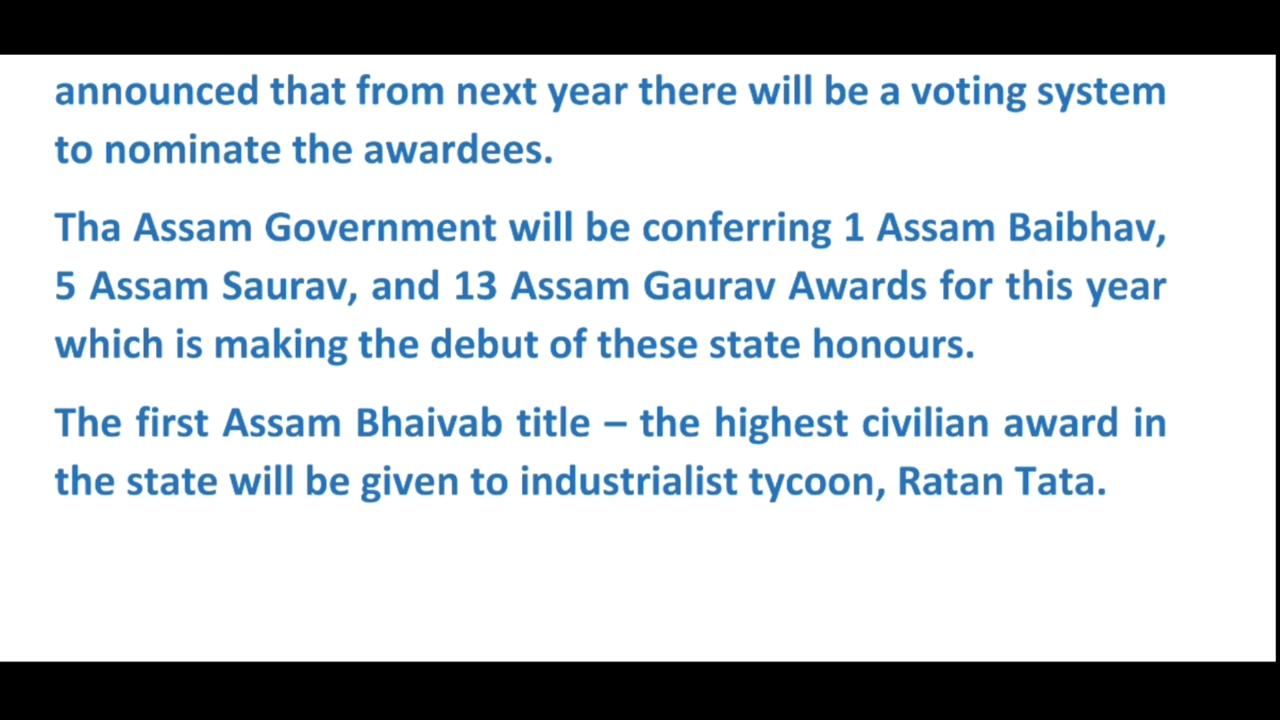 announced that from next year there will be a voting system
to nominate the awardees.
Tha Assam Government will be conferring 1 Assam Baibhav,
5 Assam Saurav, and 13 Assam Gaurav Awards for this year
which is making the debut of these state honours.
The first Assam Bhaivab title – the highest civilian award in
the state will be given to industrialist tycoon, Ratan Tata.